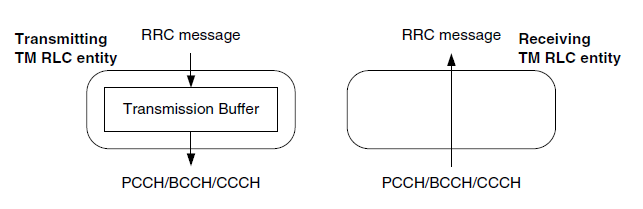 Transmitting
TM RLC entity
RRC message
Transmission Buffer
PCCH/BCCH/CCCH
RRC message
Receiving
TM RLC entity
PCCH/BCCH/CCCH